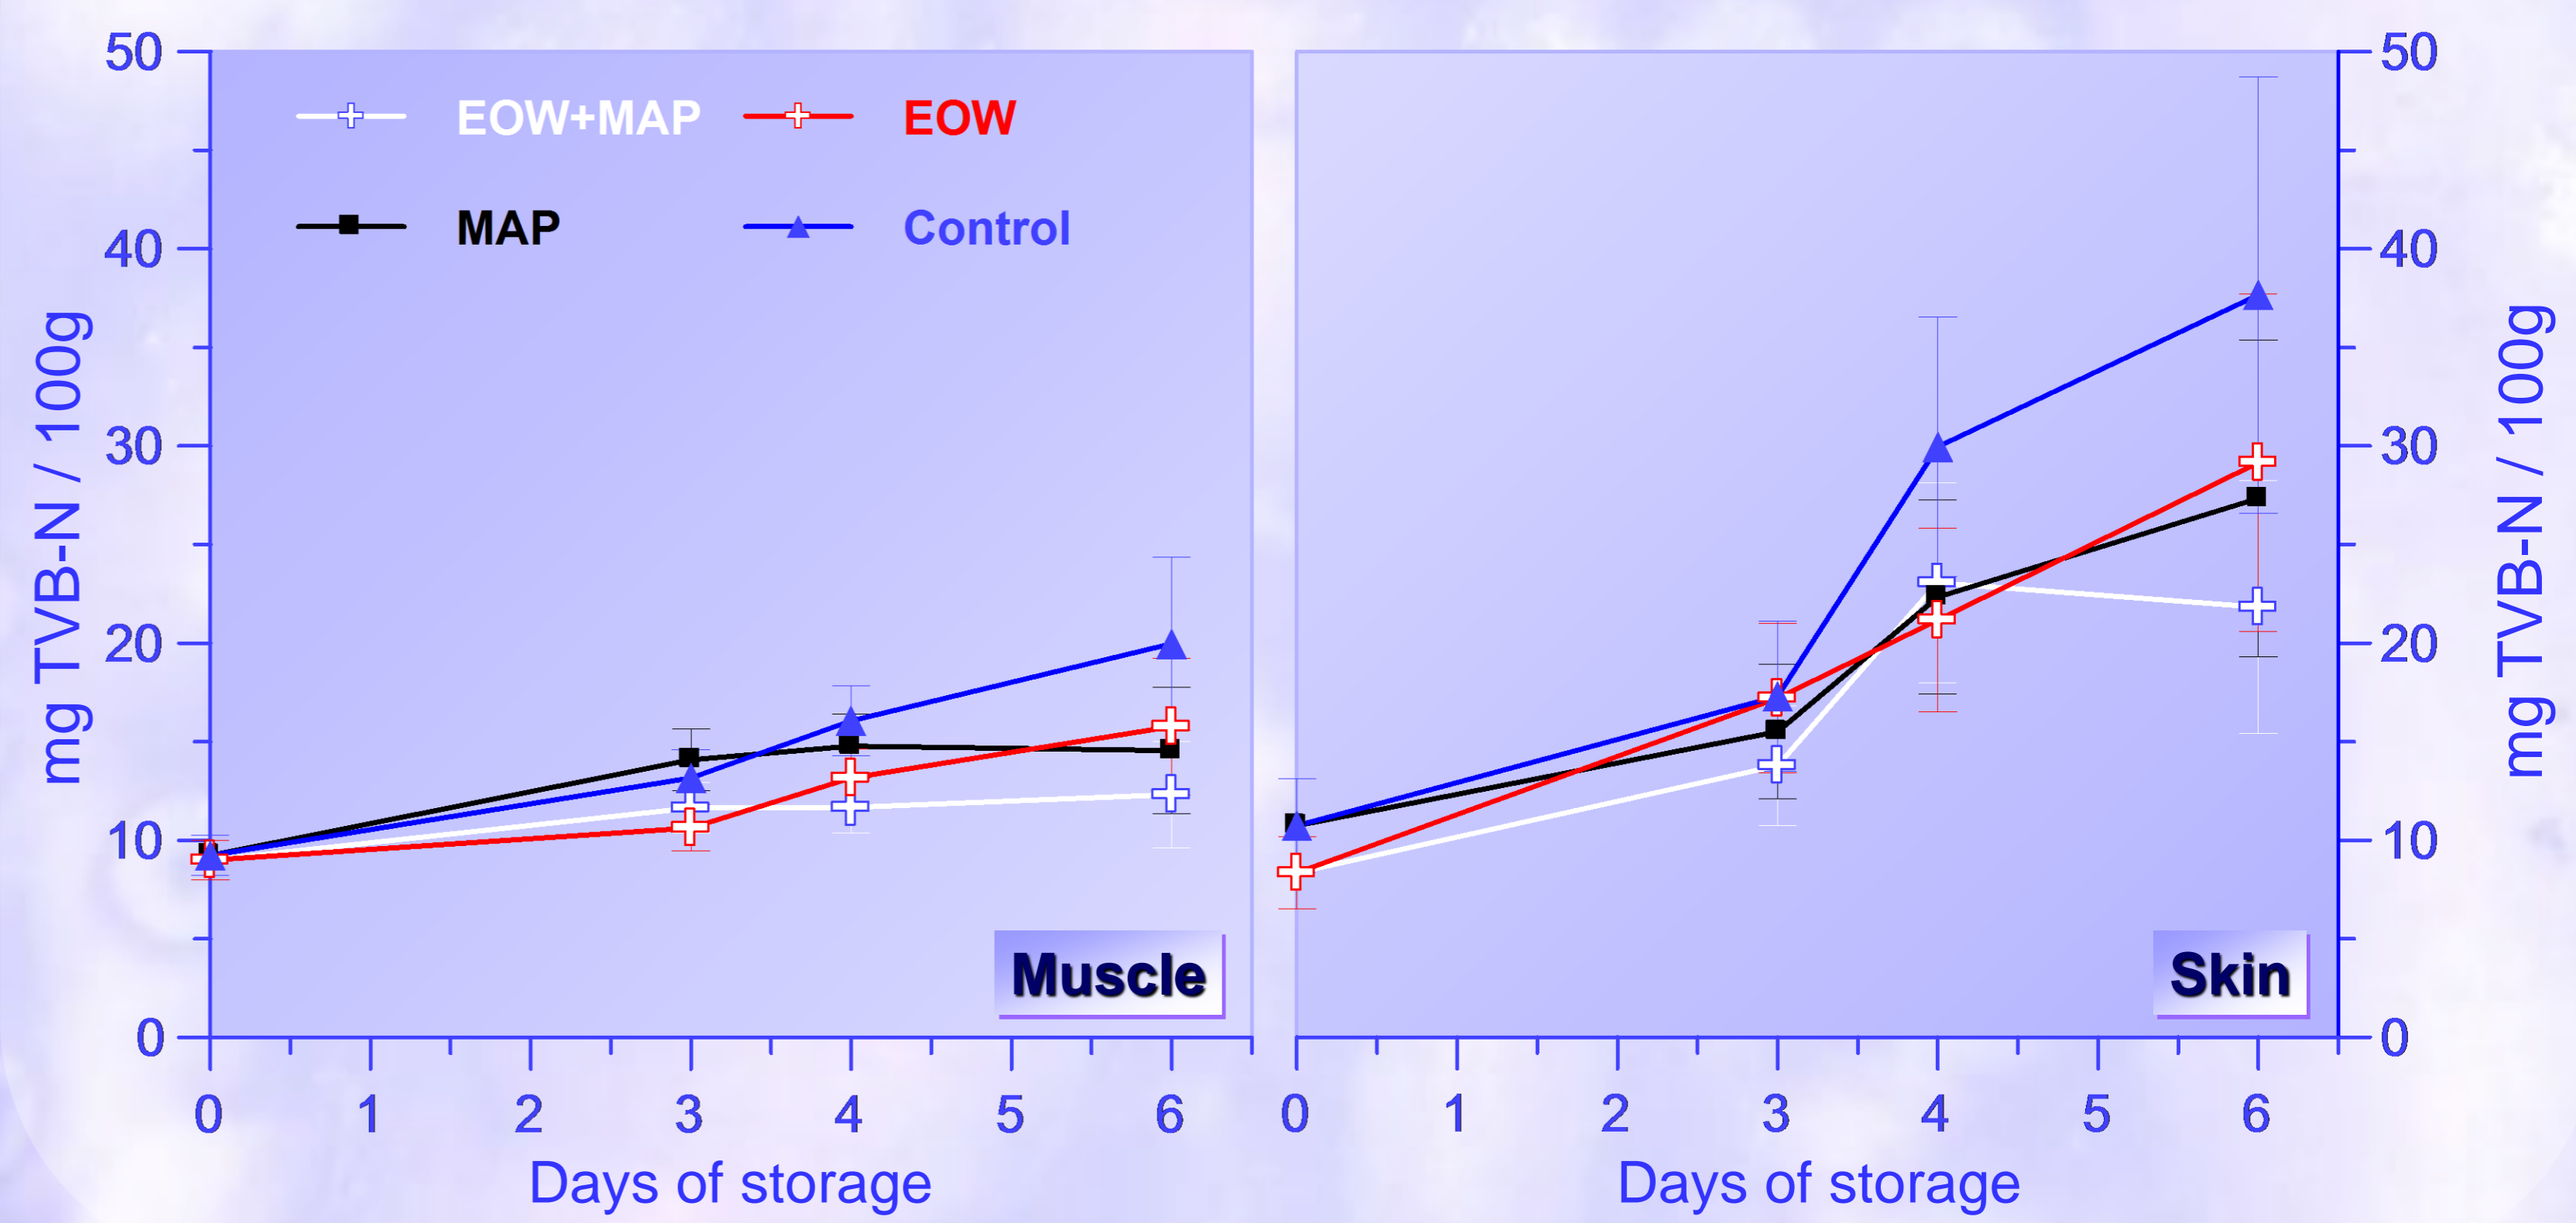 50
40
30
20
10
0
mg TVB-N / 100g
EOW+MAP
EOW
MAP
Control
Muscle
0 1 2 3 4 5 6
Days of storage
Skin
0 1 2 3 4 5 6
Days of storage
50
40
30
20
10
0
mg TVB-N / 100g